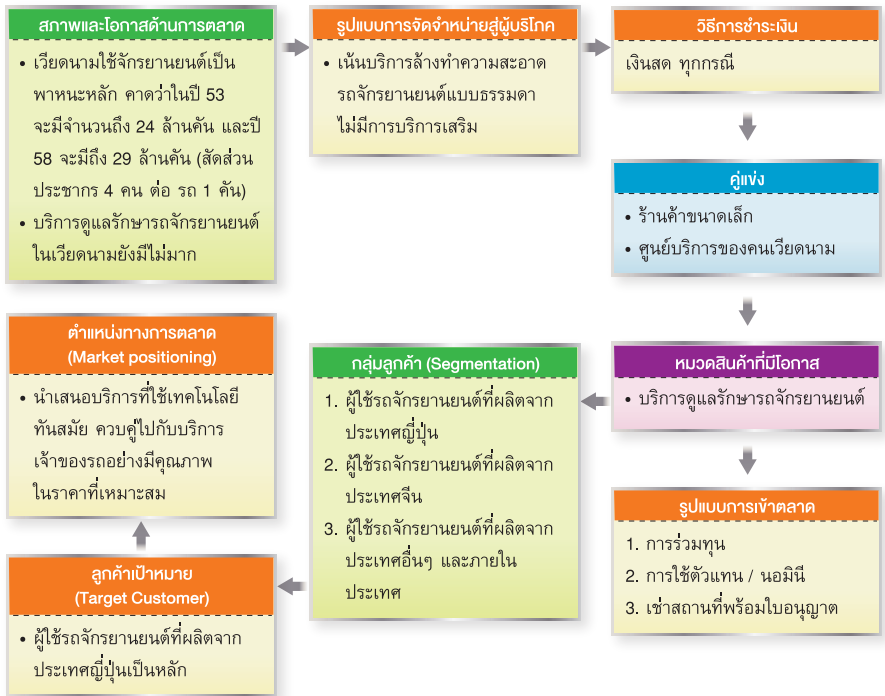 สภาพและโอกาสด้านการตลาด
• เวียดนามใช้จักรยานยนต์เป็น
พาหนะหลัก คาดว่าในปี 53
จะมีจำนวนถึง 24 ล้านคัน และปี
58 จะมีถึง 29 ล้านคัน (สัดส่วน
ประชากร 4 คน ต่อ รถ 1 คัน)
• บริการดูแลรักษารถจักรยานยนต์
ในเวียดนามยังมีไม่มาก
รูปแบบการจัดจำหน่ายสู่ผู้บริโภค
• เน้นบริการล้างทำความสะอาด
รถจักรยานยนต์แบบธรรมดา
ไม่มีการบริการเสริม
วิธีการชำระเงิน
เงินสด ทุกกรณี
คู่แข่ง
• ร้านค้าขนาดเล็ก
• ศูนย์บริการของคนเวียดนาม
หมวดสินค้าที่มีโอกาส
• บริการดูแลรักษารถจักรยานยนต์
รูปแบบการเข้าตลาด
1. การร่วมทุน
2. การใช้ตัวแทน / นอมินี
3. เช่าสถานที่พร้อมใบอนุญาต
กลุ่มลูกค้า (Segmentation)
1. ผู้ใช้รถจักรยานยนต์ที่ผลิตจาก
ประเทศญี่ปุ่น
2. ผู้ใช้รถจักรยานยนต์ที่ผลิตจาก
ประเทศจีน
3. ผู้ใช้รถจักรยานยนต์ที่ผลิตจาก
ประเทศอื่นๆ และภายใน
ประเทศ
ลูกค้าเป้าหมาย
(Target Customer)
• ผู้ใช้รถจักรยานยนต์ที่ผลิตจาก
ประเทศญี่ปุ่นเป็นหลัก
ตำแหน่งทางการตลาด
(Market positioning)
• นำเสนอบริการที่ใช้เทคโนโลยี
ทันสมัย ควบคู่ไปกับบริการ
เจ้าของรถอย่างมีคุณภาพ
ในราคาที่เหมาะสม